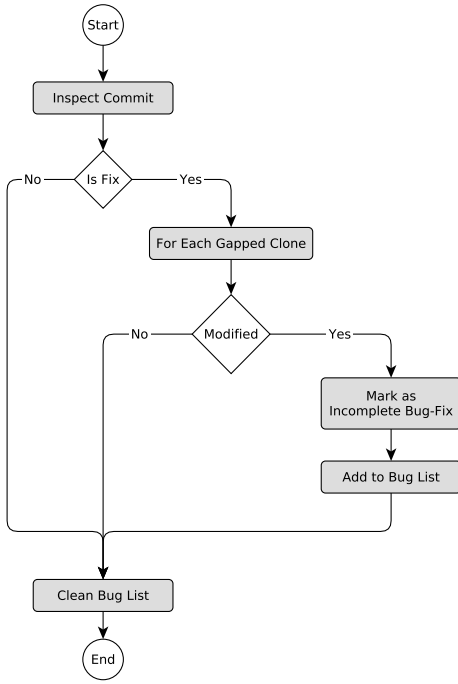 Start
Inspect Commit
No
Is Fix
Yes
For Each Gapped Clone
No
Modified
Yes
Mark as
Incomplete Bug-Fix
Add to Bug List
Clean Bug List
End